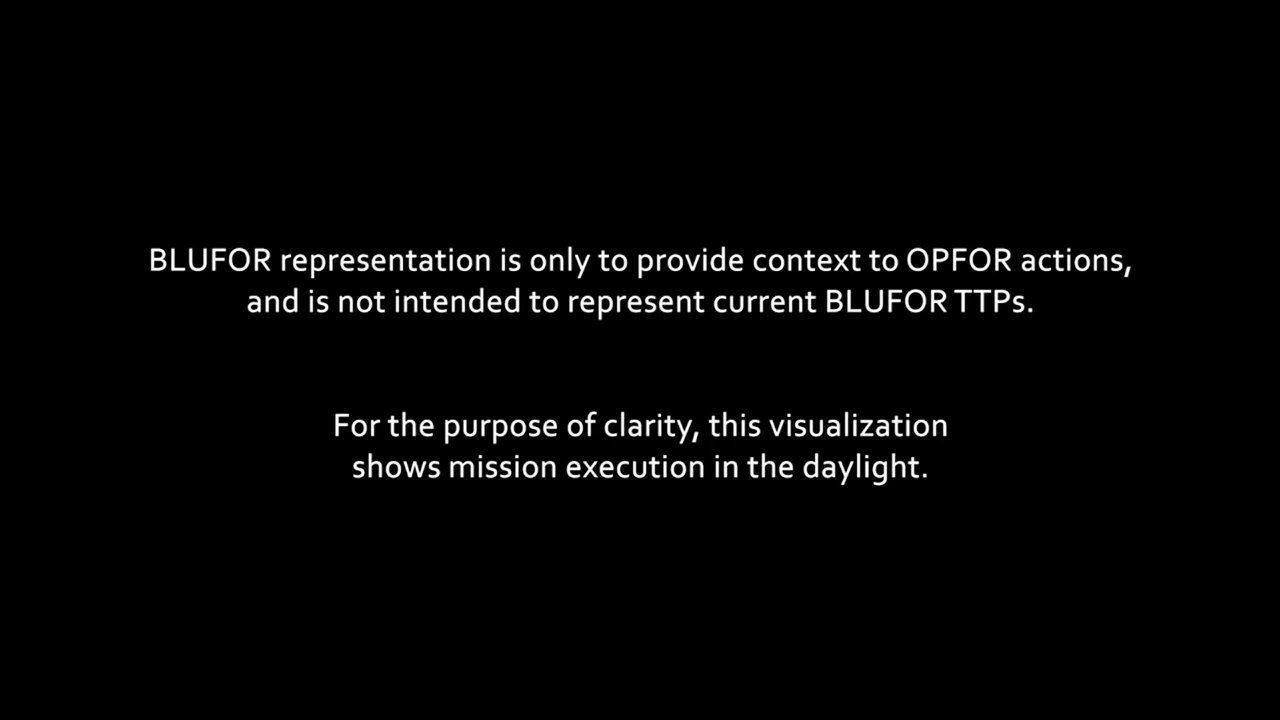 BLUFOR representation is only to provide context to OPFOR actions,
and is not intended to represent current BLUFOR TTPs.
For the purpose of clarity, this visualization
shows mission execution in the daylight.